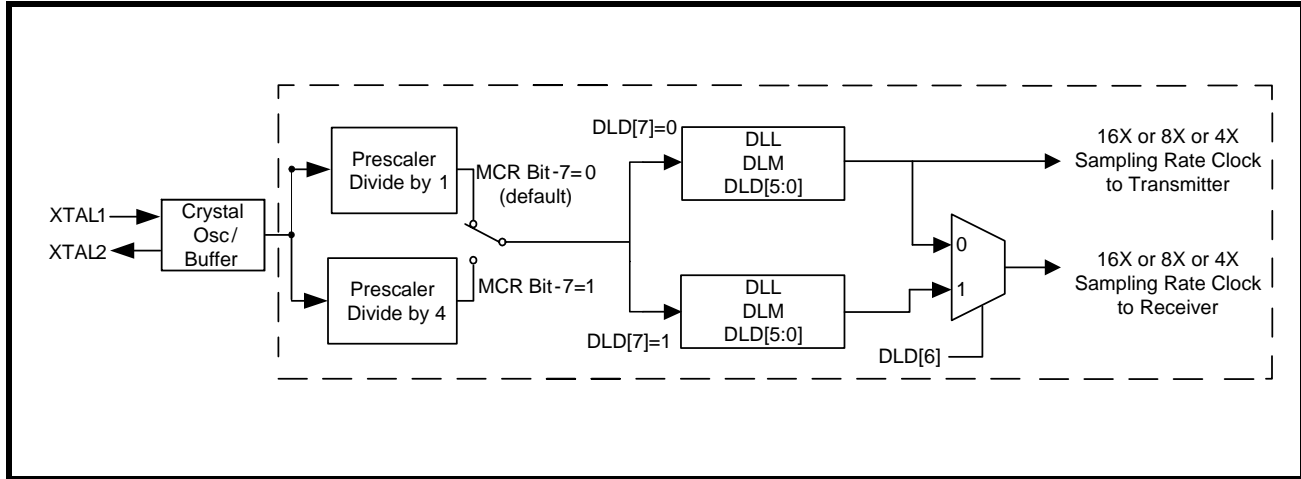 XTAL1
XTAL2
Crystal
Osc/
Buffer
Prescaler
Divide by 1
Prescaler
Divide by 4
MCR Bit-7=0
(default)
MCR Bit-7=1
DLD[7]=0
DLL
DLM
DLD[5:0]
DLD[7]=1
DLL
DLM
DLD[5:0]
0
1
DLD[6]
16X or 8X or 4X
Sampling Rate Clock
to Transmitter
16X or 8X or 4X
Sampling Rate Clock
to Receiver